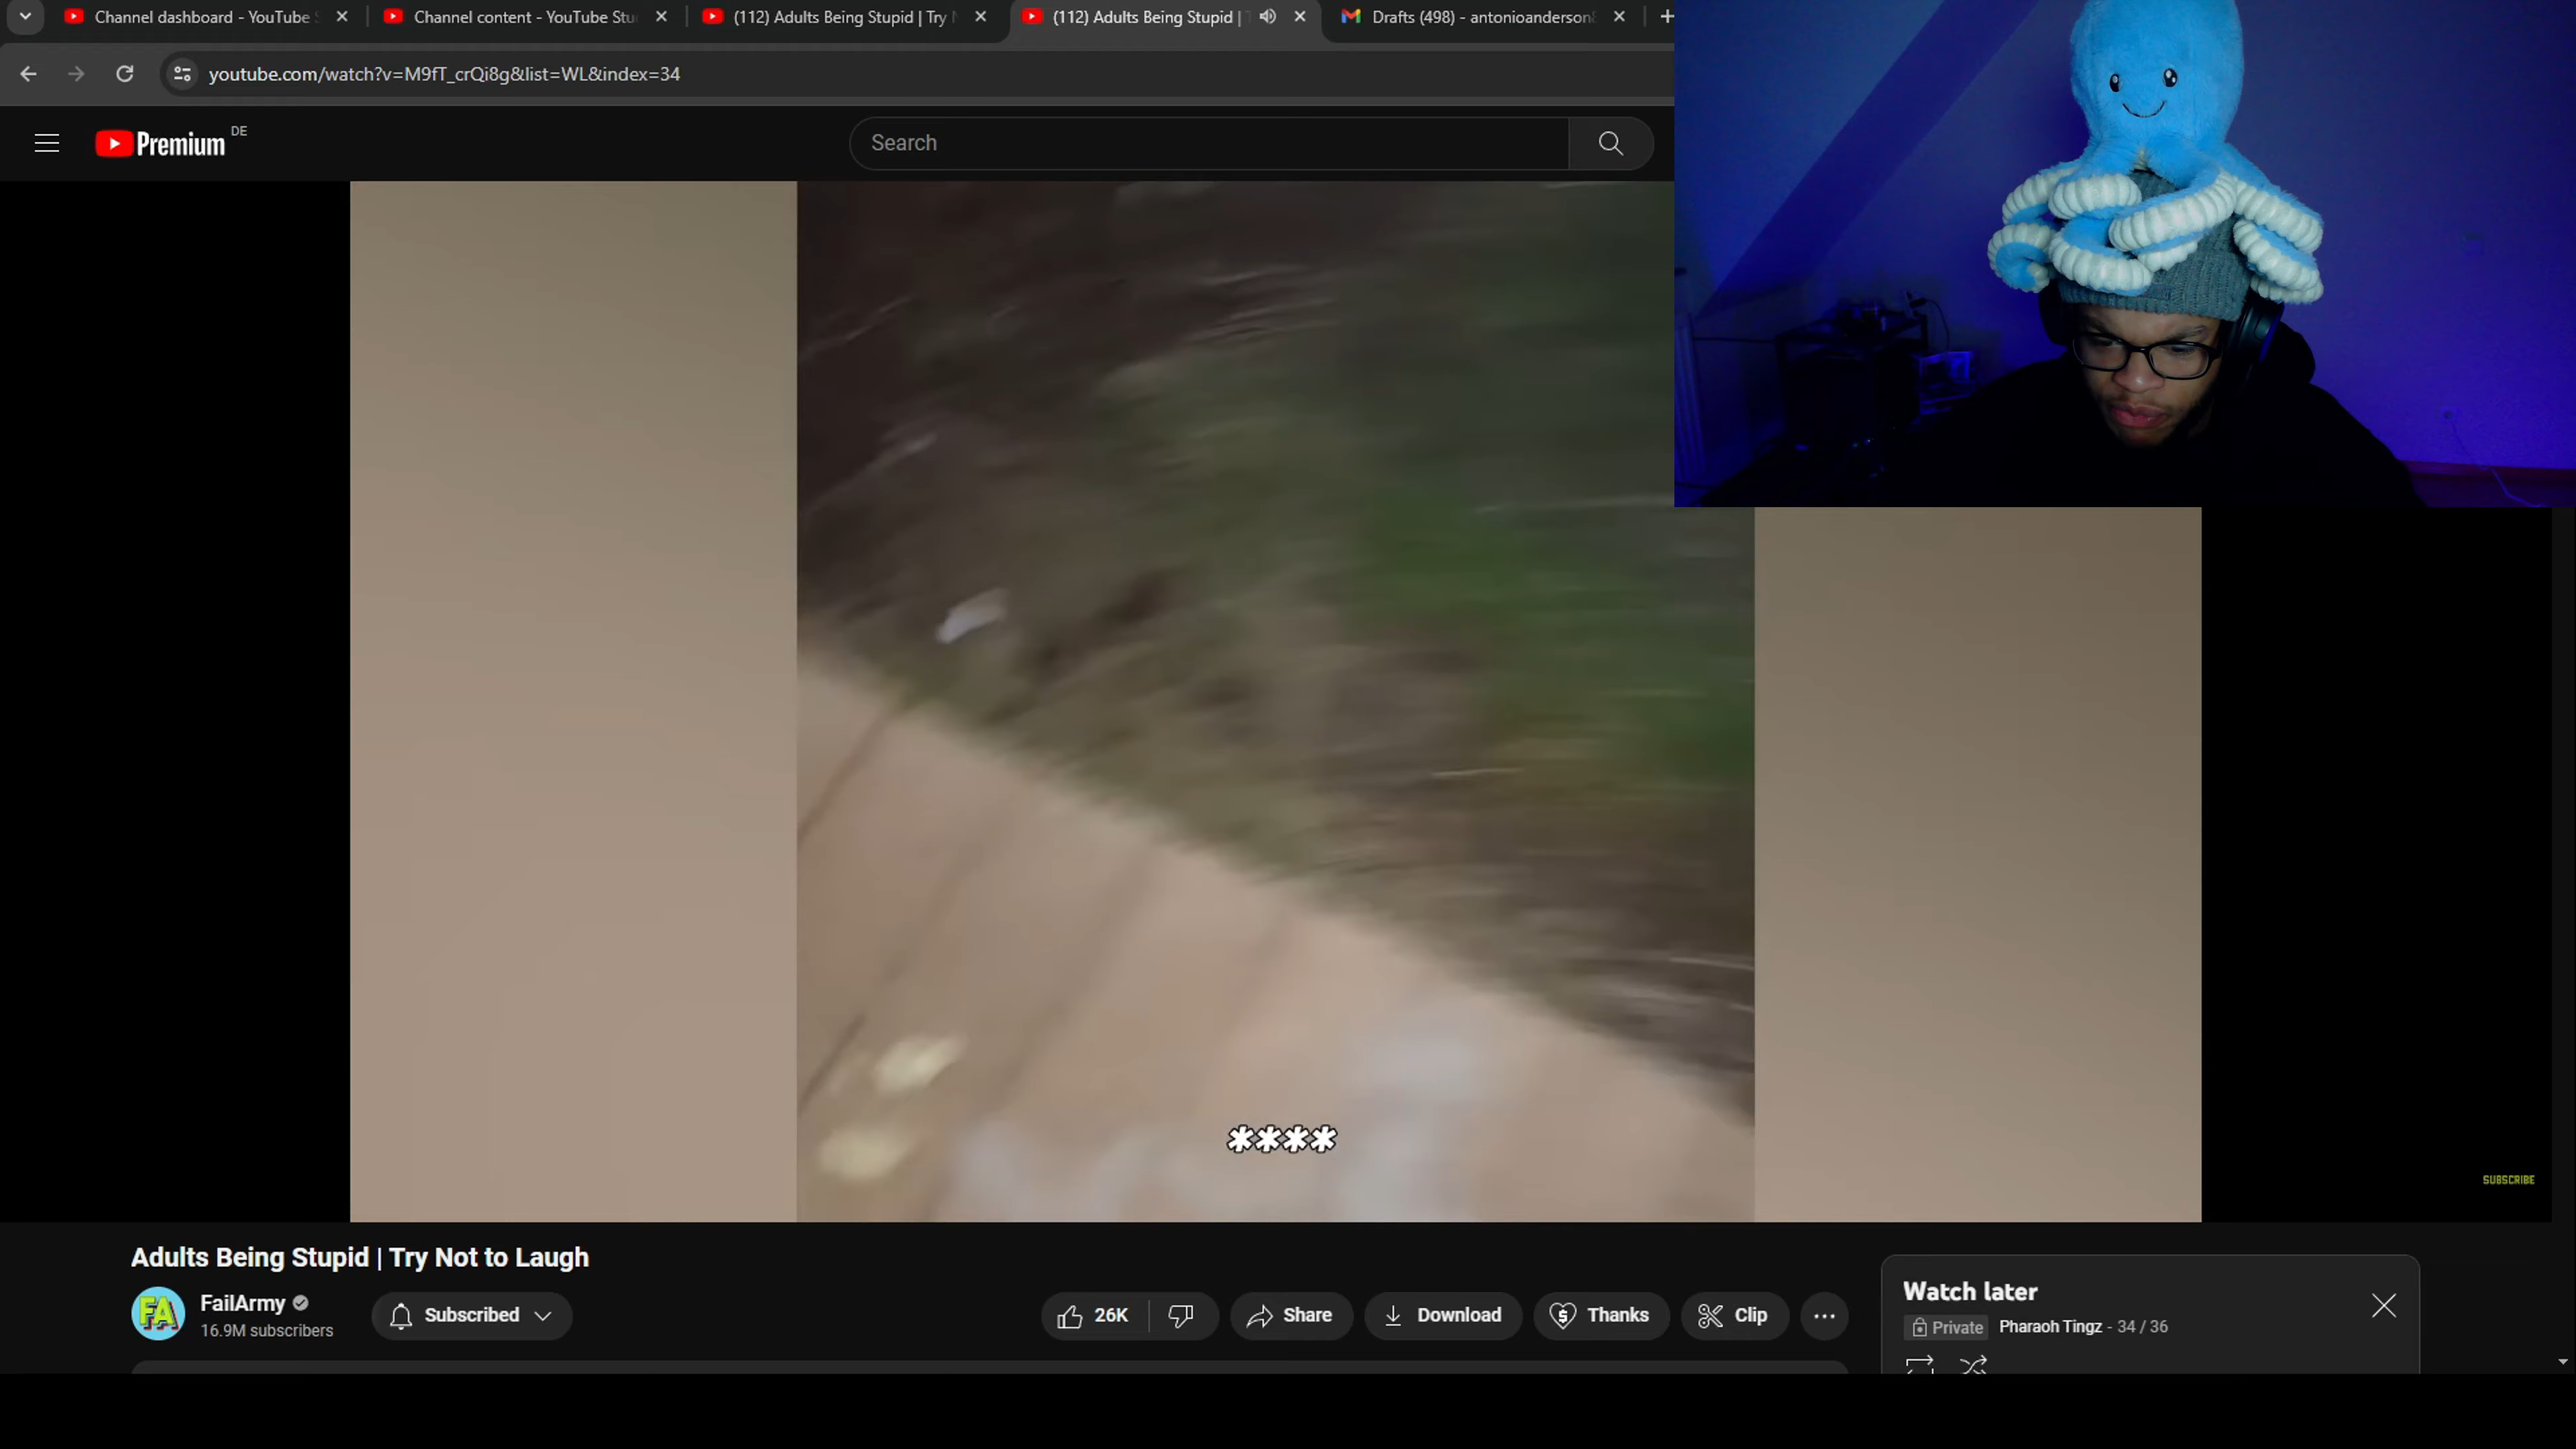 Channel dashboard - YouTube S
Channel content - YouTube Stu
(112) Adults Being Stupid | Try N
(112) Adults Being Stupid | T
Drafts (498) - antonioanderson
youtube.com/watch?v=M9fT_crQi8g&list=WL&index=34
Premium DE
Search
****
SUBSCRIBE
Adults Being Stupid | Try Not to Laugh
FA
FailArmy
16.9M subscribers
Subscribed
26K
Share
Download
Thanks
Clip
Watch later
Private Pharaoh Tingz - 34 / 36